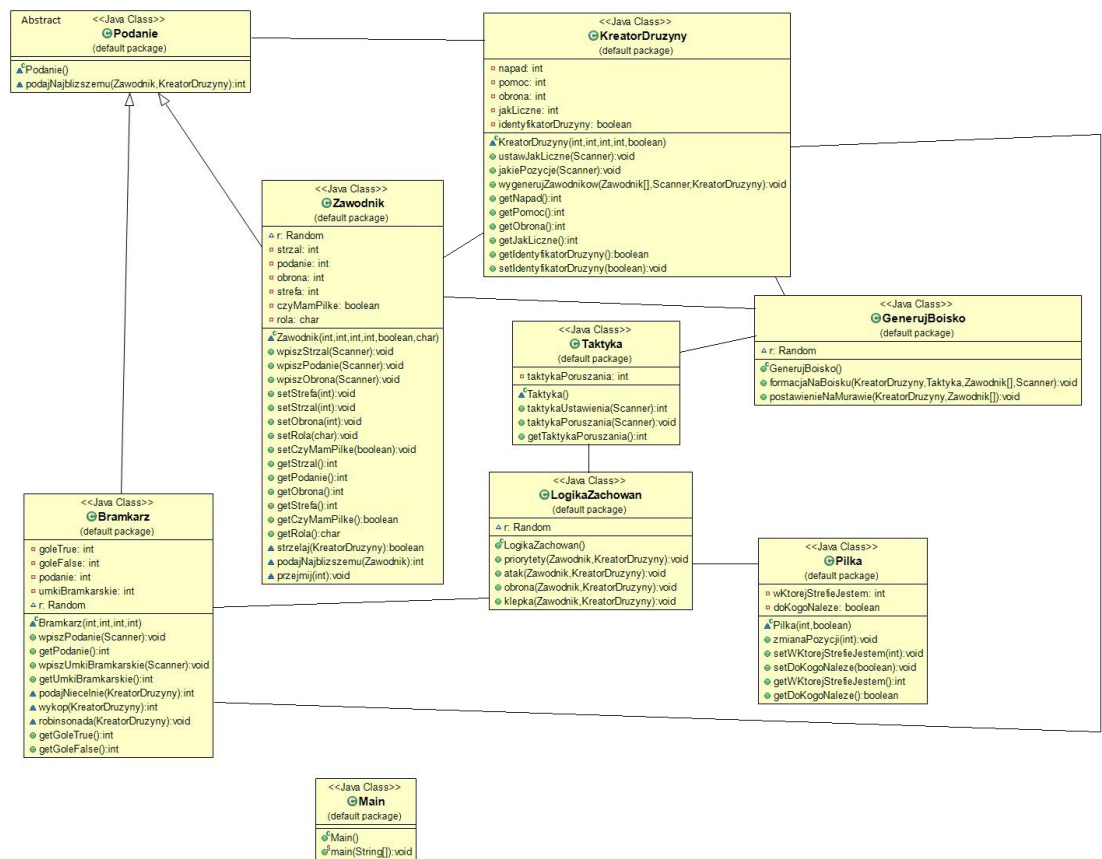 Abstract
<<Java Class>>
Podanie
(default package)
Podanie()
podajNajblizszemu(Zawodnik,KreatorDruzyny):int
<<Java Class>>
KreatorDruzyny
(default package)
napad: int
pomoc: int
obrona: int
jakLiczne: int
identyfikatorDruzyny: boolean
KreatorDruzyny(int,int,int,int,boolean)
ustawJakLiczne(Scanner):void
jakiePozycje(Scanner):void
wygenerujZawodnikow(Zawodnik[],Scanner,KreatorDruzyny):void
getNapad():int
getPomoc():int
getObrona():int
getJakLiczne():int
getIdentyfikatorDruzyny():boolean
setIdentyfikatorDruzyny(boolean):void
<<Java Class>>
Zawodnik
(default package)
r: Random
strzal: int
podanie: int
obrona: int
strefa: int
czyMamPilke: boolean
rola: char
Zawodnik(int,int,int,int,boolean,char)
wpiszStrzal(Scanner):void
wpiszPodanie(Scanner):void
wpiszObrona(Scanner):void
setStrefa(int):void
setStrzal(int):void
setObrona(int):void
setRola(char):void
setCzyMamPilke(boolean):void
getStrzal():int
getPodanie():int
getObrona():int
getStrefa():int
getCzyMamPilke():boolean
getRola():char
strzelaj(KreatorDruzyny):boolean
podajNajblizszemu(Zawodnik):int
przejmij(int):void
<<Java Class>>
GenerujBoisko
(default package)
r: Random
GenerujBoisko()
formacjaNaBoisku(KreatorDruzyny,Taktyka,Zawodnik[],Scanner):void
postawienieNaMurawie(KreatorDruzyny,Zawodnik[]):void
<<Java Class>>
Taktyka
(default package)
taktykaPoruszania: int
Taktyka()
taktykaUstawienia(Scanner):int
taktykaPoruszania(Scanner):void
getTaktykaPoruszania():int
<<Java Class>>
LogikaZachowan
(default package)
r: Random
LogikaZachowan()
priorytety(Zawodnik,KreatorDruzyny):void
atak(Zawodnik,KreatorDruzyny):void
obrona(Zawodnik,KreatorDruzyny):void
klepka(Zawodnik,KreatorDruzyny):void
<<Java Class>>
Bramkarz
(default package)
goleTrue: int
goleFalse: int
podanie: int
umkiBramkarskie: int
r: Random
Bramkarz(int,int,int,int)
wpiszPodanie(Scanner):void
getPodanie():int
wpiszUmkiBramkarskie(Scanner):void
getUmkiBramkarskie():int
podajNiecelnie(KreatorDruzyny):int
wykop(KreatorDruzyny):int
robinsonada(KreatorDruzyny):void
getGoleTrue():int
getGoleFalse():int
<<Java Class>>
Pilka
(default package)
wKtorejStrefieJestem: int
doKogoNaleze: boolean
Pilka(int,boolean)
zmianaPozycji(int):void
setWKtorejStrefieJestem(int):void
setDoKogoNaleze(boolean):void
getWKtorejStrefieJestem():int
getDoKogoNaleze():boolean
<<Java Class>>
Main
(default package)
Main()
main(String[]):void